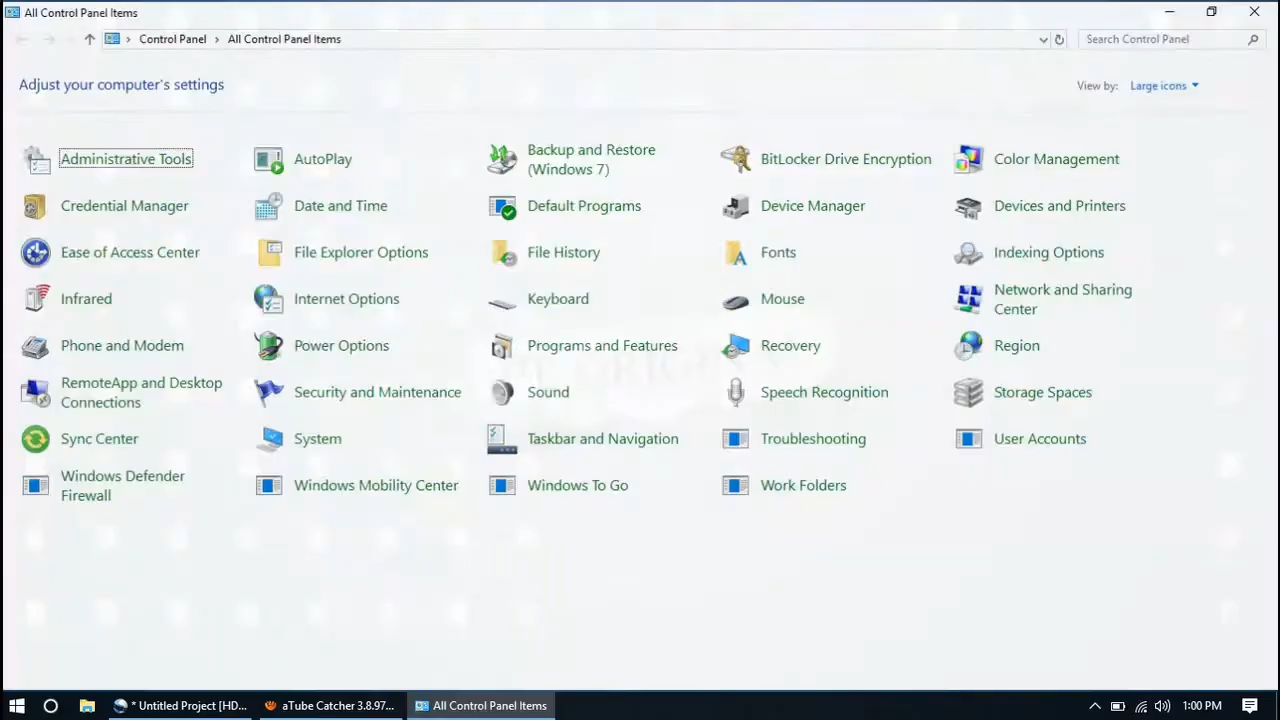 All Control Panel Items
Control Panel > All Control Panel Items
Search Control Panel
Adjust your computer's settings
View by: Large icons
Administrative Tools
AutoPlay
Backup and Restore
(Windows 7)
BitLocker Drive Encryption
Color Management
Credential Manager
Date and Time
Default Programs
Device Manager
Devices and Printers
Ease of Access Center
File Explorer Options
File History
Fonts
Indexing Options
Infrared
Internet Options
Keyboard
Mouse
Network and Sharing
Center
Phone and Modem
Power Options
Programs and Features
Recovery
Region
RemoteApp and Desktop
Connections
Security and Maintenance
Sound
Speech Recognition
Storage Spaces
Sync Center
System
Taskbar and Navigation
Troubleshooting
User Accounts
Windows Defender
Firewall
Windows Mobility Center
Windows To Go
Work Folders
* Untitled Project [HD...
aTube Catcher 3.8.97...
All Control Panel Items
1:00 PM